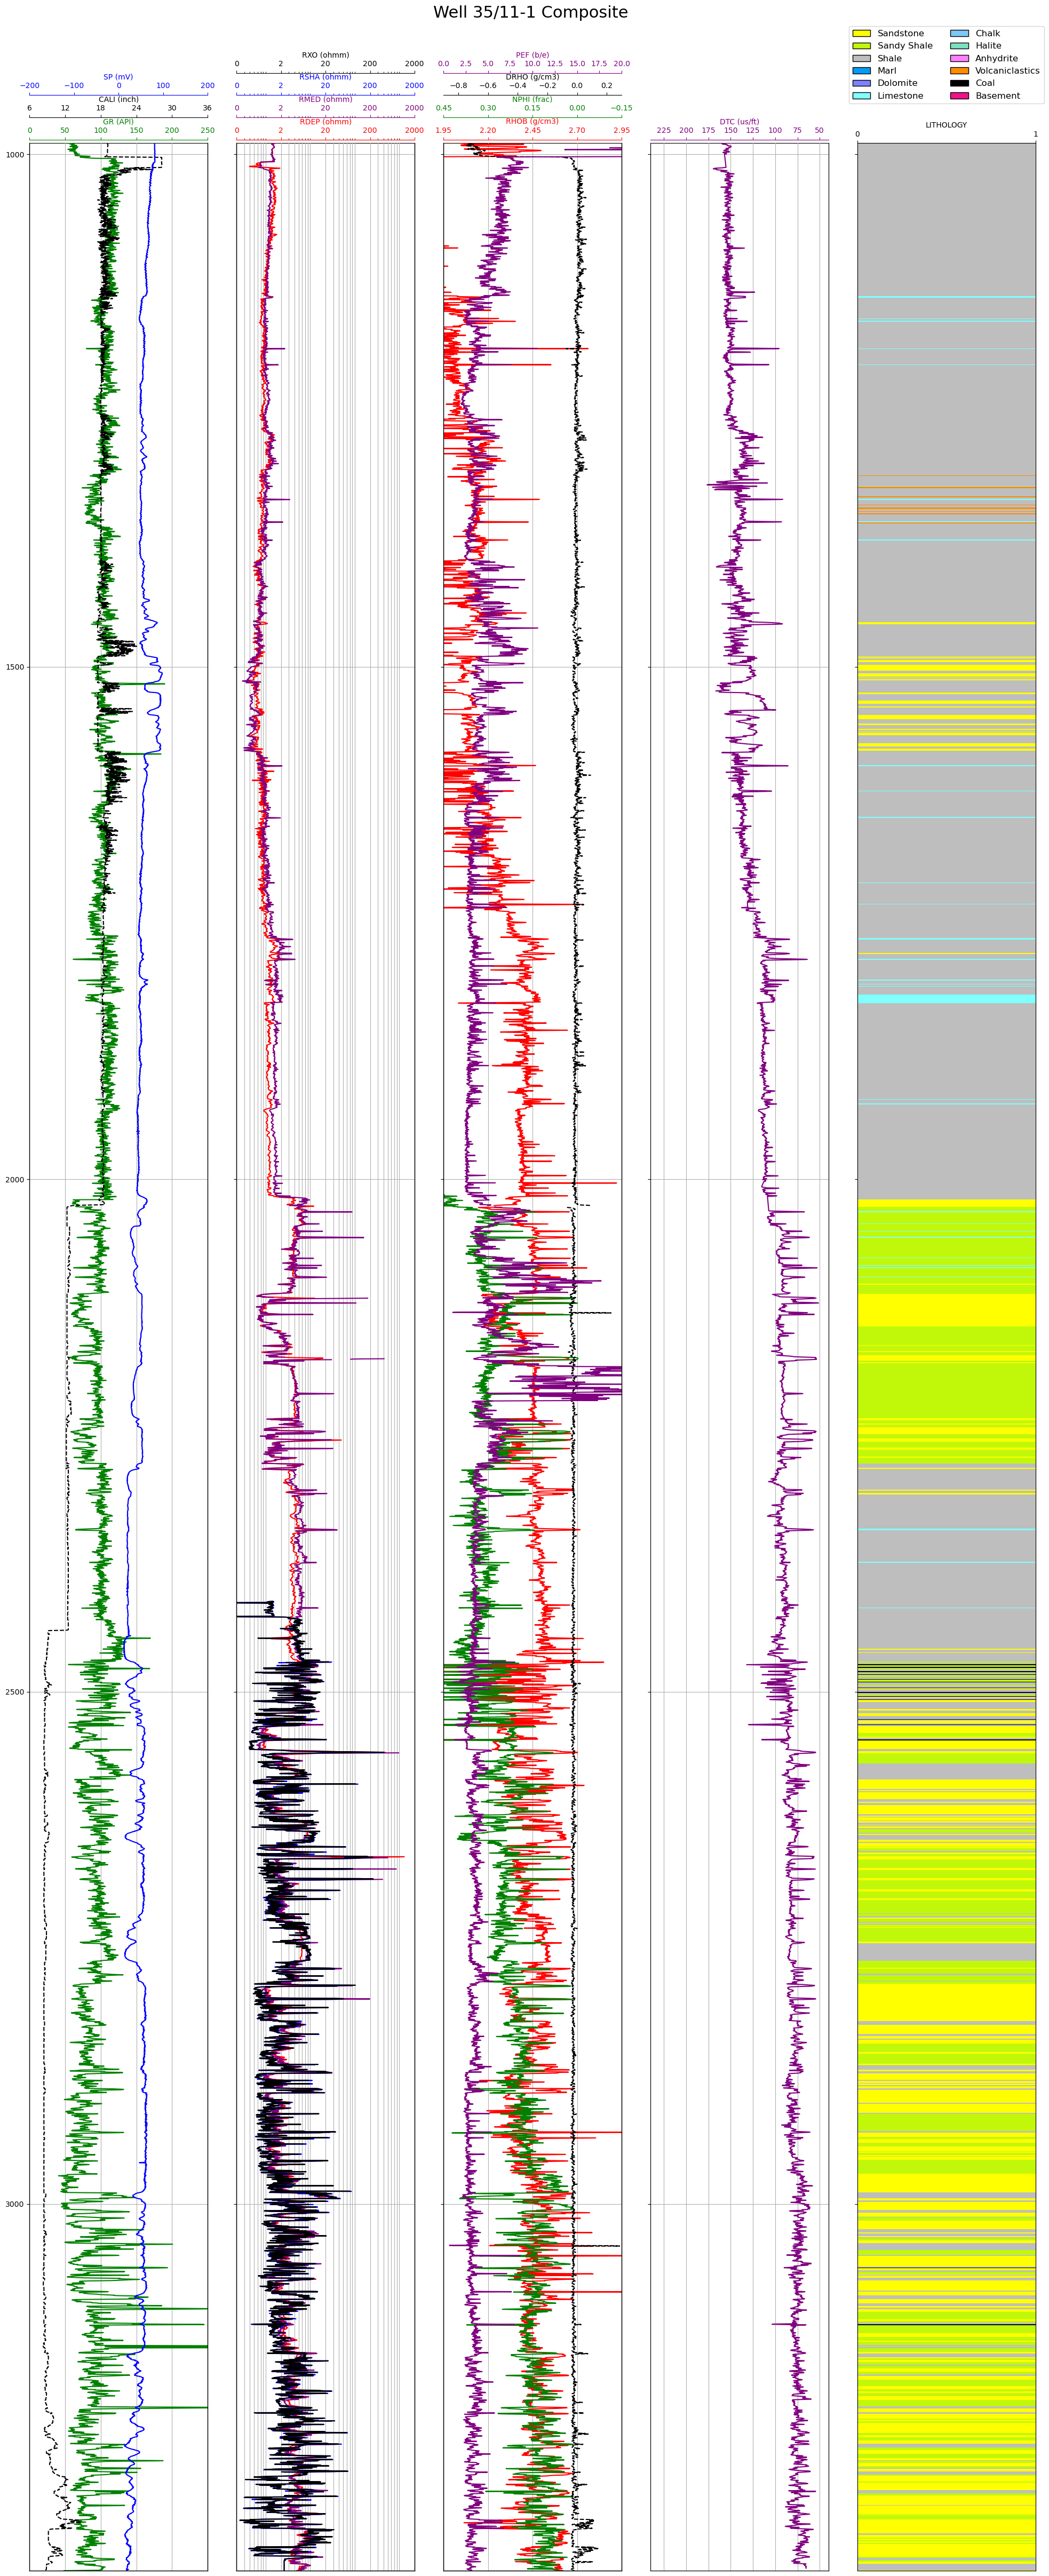 Well 35/11-1 Composite
Sandstone Chalk
Sandy Shale Halite
Shale Anhydrite
Marl Volcaniclastics
Dolomite Coal
Limestone Basement
RXO (ohmm) PEF (b/e)
0 2 20 200 2000 0.0 2.5 5.0 7.5 10.0 12.5 15.0 17.5 20.0
SP (mV) RSHA (ohmm) DRHO (g/cm3)
−200 −100 0 100 200 0 2 20 200 2000 −0.8 −0.6 −0.4 −0.2 0.0 0.2
CALI (inch) RMED (ohmm) NPHI (frac)
6 12 18 24 30 36 0 2 20 200 2000 0.45 0.30 0.15 0.00 −0.15
GR (API) RDEP (ohmm) RHOB (g/cm3) DTC (us/ft) LITHOLOGY
0 50 100 150 200 250 0 2 20 200 2000 1.95 2.20 2.45 2.70 2.95 225 200 175 150 125 100 75 50 0 1
1000
1500
2000
2500
3000